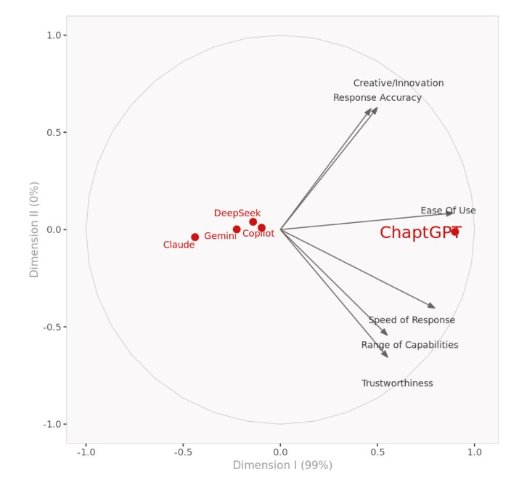 1.0
Creative/Innovation
Response Accuracy
0.5
Ease Of Use
DeepSeek
0.0
ChaptGPT
Gemini
Copilot
Claude
Dimension II (0%)
Speed of Response
-0.5
Range of Capabilities
Trustworthiness
-1.0
-1.0 -0.5 0.0 0.5 1.0
Dimension I (99%)